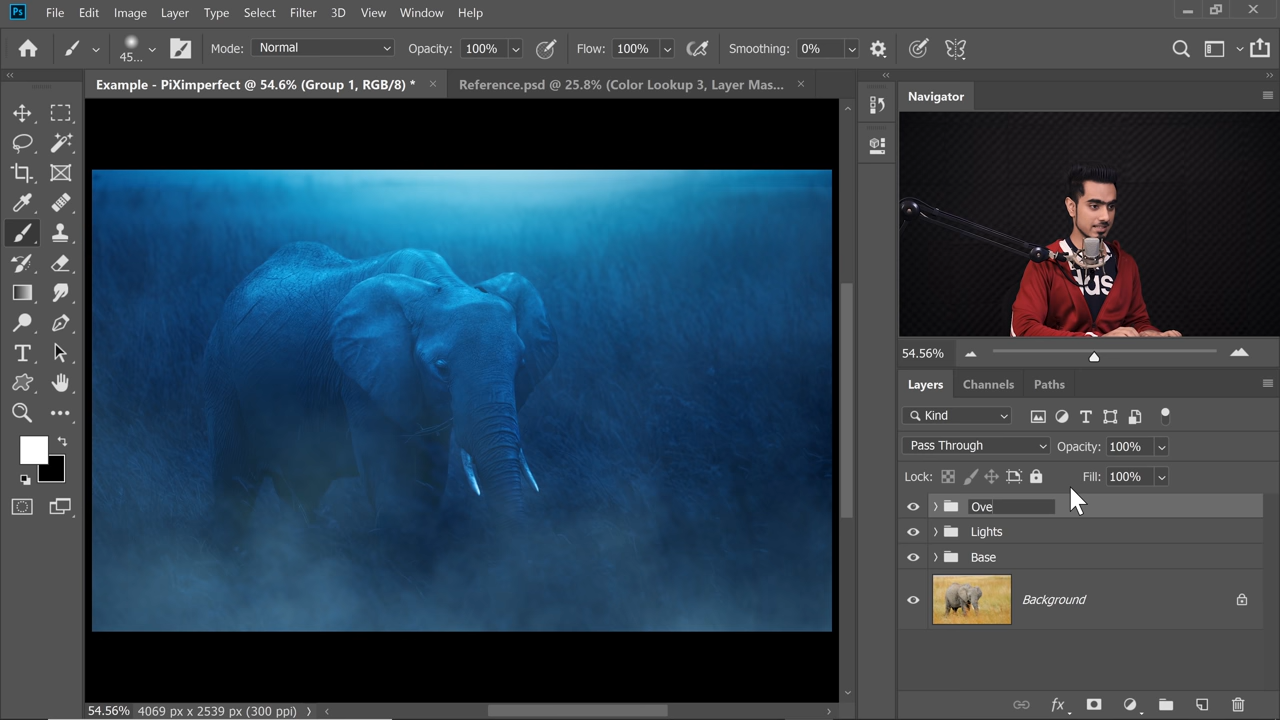 Ps File Edit Image Layer Type Select Filter 3D View Window Help
45... Mode: Normal Opacity: 100% Flow: 100% Smoothing: 0%
Example - PiXimperfect @ 54.6% (Group 1, RGB/8) *
Reference.psd @ 25.8% (Color Lookup 3, Layer Mas...
Navigator
54.56%
Layers Channels Paths
Kind
Pass Through Opacity: 100%
Lock: Fill: 100%
Ove
Lights
Base
Background
fx
54.56% 4069 px x 2539 px (300 ppi)